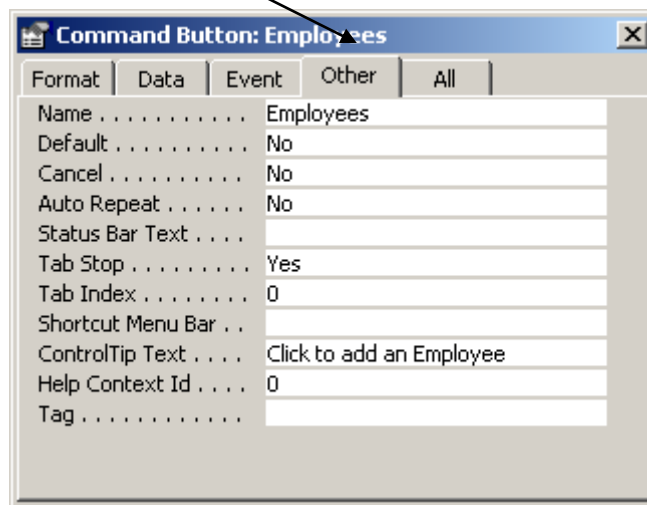 Command Button: Employees
Format Data Event Other All
Name . . . . . . . . . . . Employees
Default . . . . . . . . . . No
Cancel . . . . . . . . . . No
Auto Repeat . . . . . . No
Status Bar Text . . . .
Tab Stop . . . . . . . . . Yes
Tab Index . . . . . . . . 0
Shortcut Menu Bar . .
ControlTip Text . . . . Click to add an Employee
Help Context Id . . . . 0
Tag . . . . . . . . . . . .